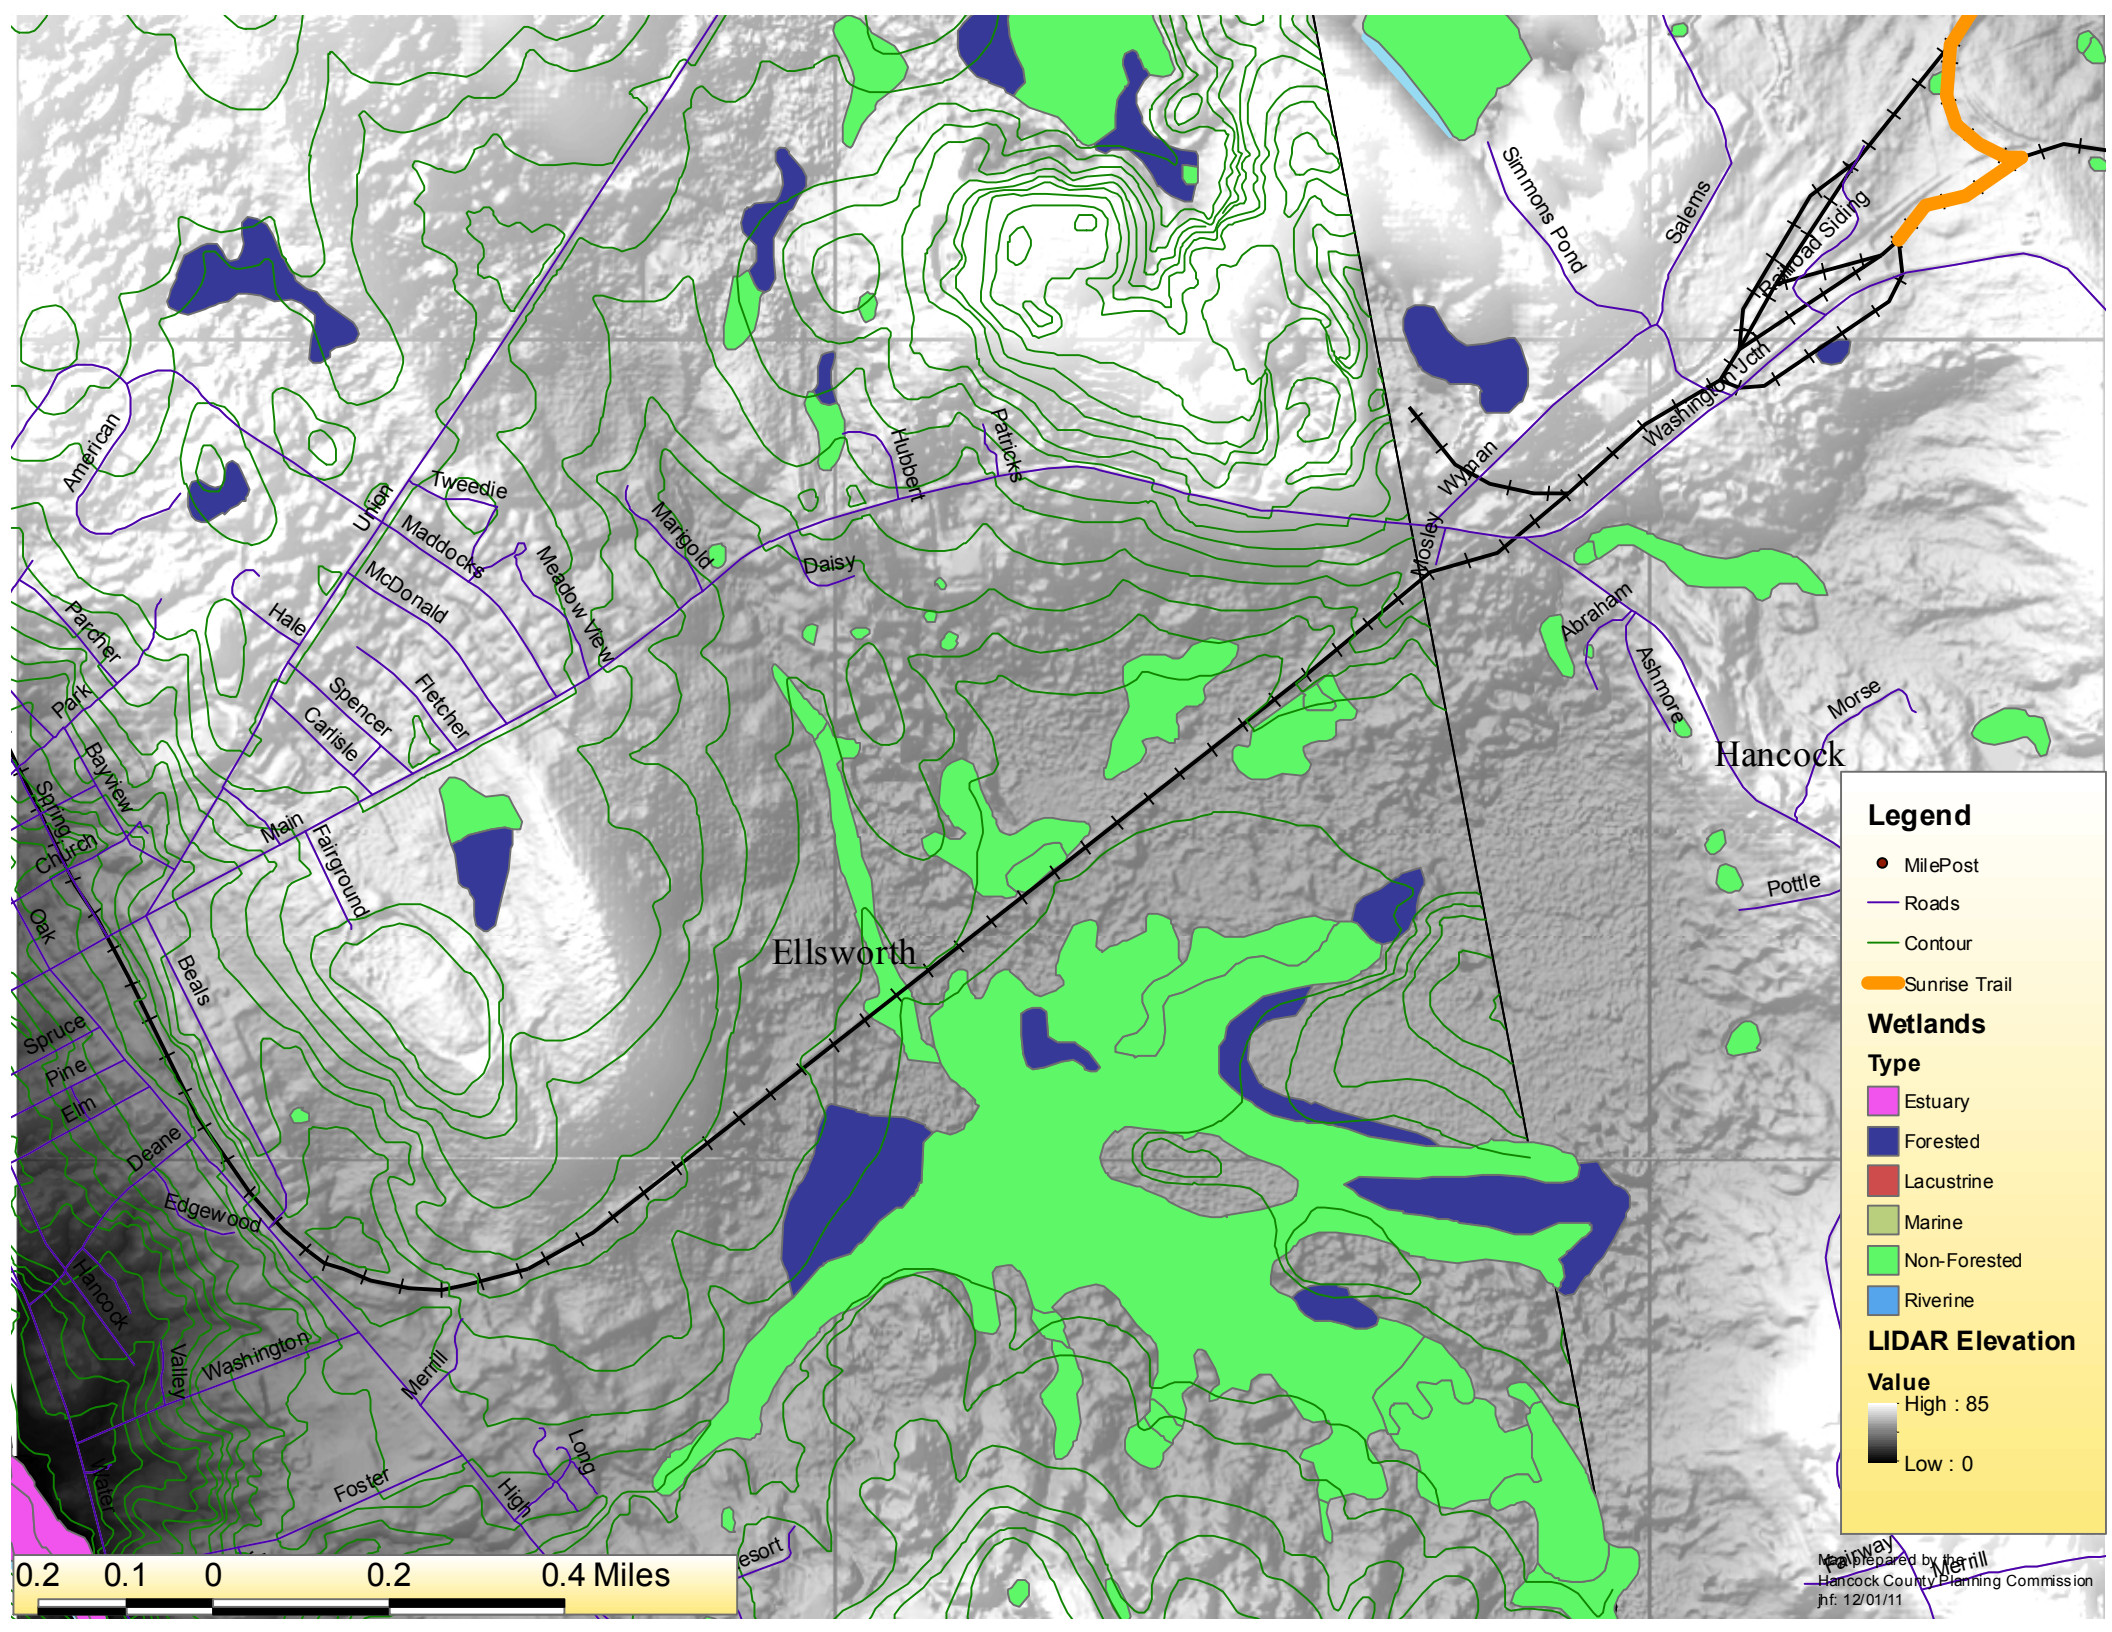 Simmons Pond
Salems
Railroad Siding
Washington Jctn
American
Union
Tweedie
Maddocks
McDonald
Meadow View
Marigold
Hubbert
Patricks
Daisy
Wyman
Mosley
Abraham
Ashmore
Morse
Hancock
Pottle
Parcher
Hale
Park
Spencer
Carlisle
Fletcher
Bayview
Spring
Church
Main
Fairground
Oak
Beals
Ellsworth
Spruce
Pine
Elm
Deane
Edgewood
Hancock
Valley
Washington
Merrill
Water
Foster
High
Long
esort
Legend
MilePost
Roads
Contour
Sunrise Trail
Wetlands
Type
Estuary
Forested
Lacustrine
Marine
Non-Forested
Riverine
LIDAR Elevation
Value
High : 85
Low : 0
Fairway
Merrill
Map prepared by the
Hancock County Planning Commission
jhf: 12/01/11
0.2 0.1 0 0.2 0.4 Miles